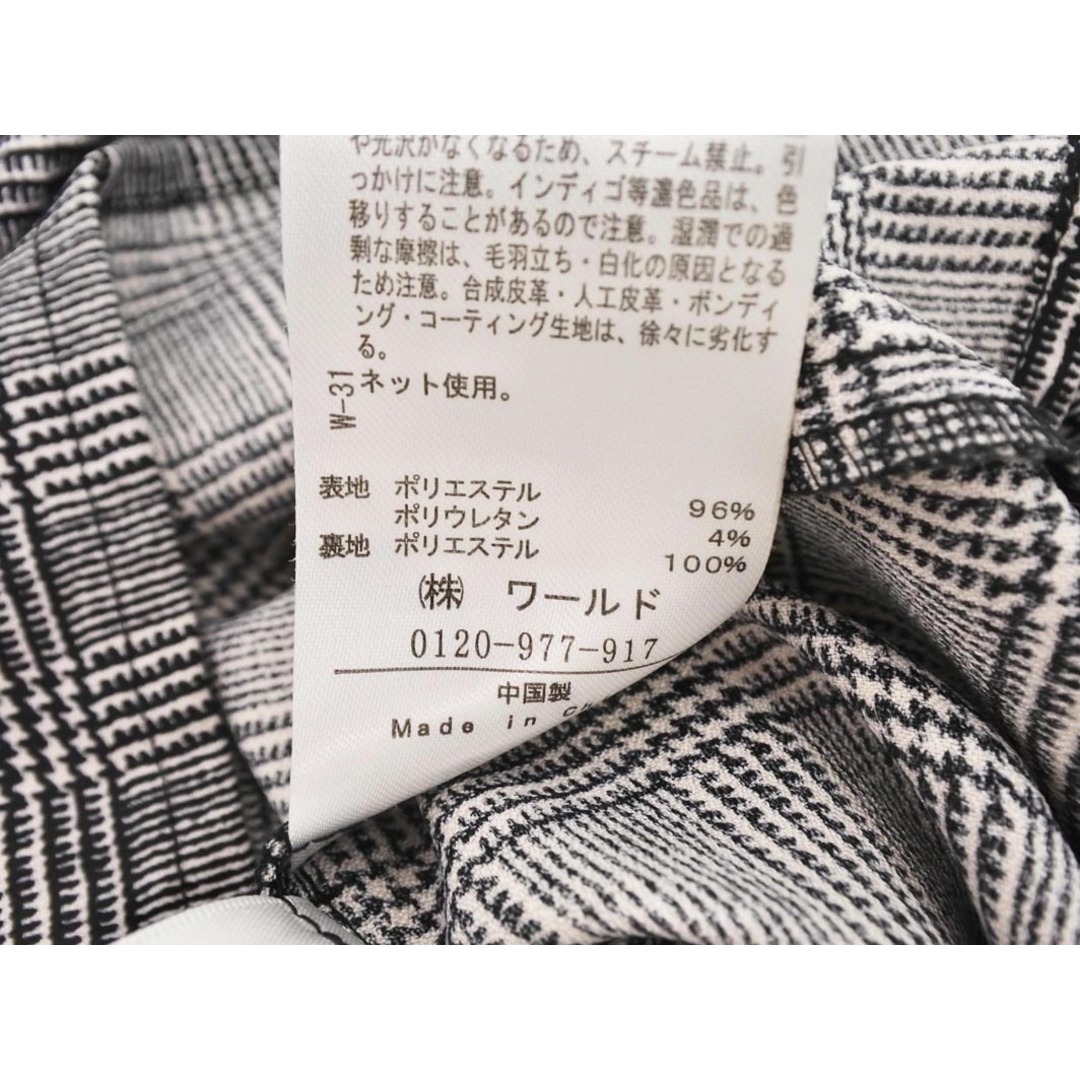 や光沢がなくなるため、スチーム禁止。引
っかけに注意。インディゴ等濃色品は、色
移りすることがあるので注意。湿潤での過
剰な摩擦は、毛羽立ち・白化の原因となる
ため注意。合成皮革・人工皮革・ボンディ
ング・コーティング生地は、徐々に劣化す
る。
ネット使用。
W-31
表地 ポリエステル 96%
ポリウレタン 4%
裏地 ポリエステル 100%
㈱ ワールド
0120-977-917
中国製
Made in